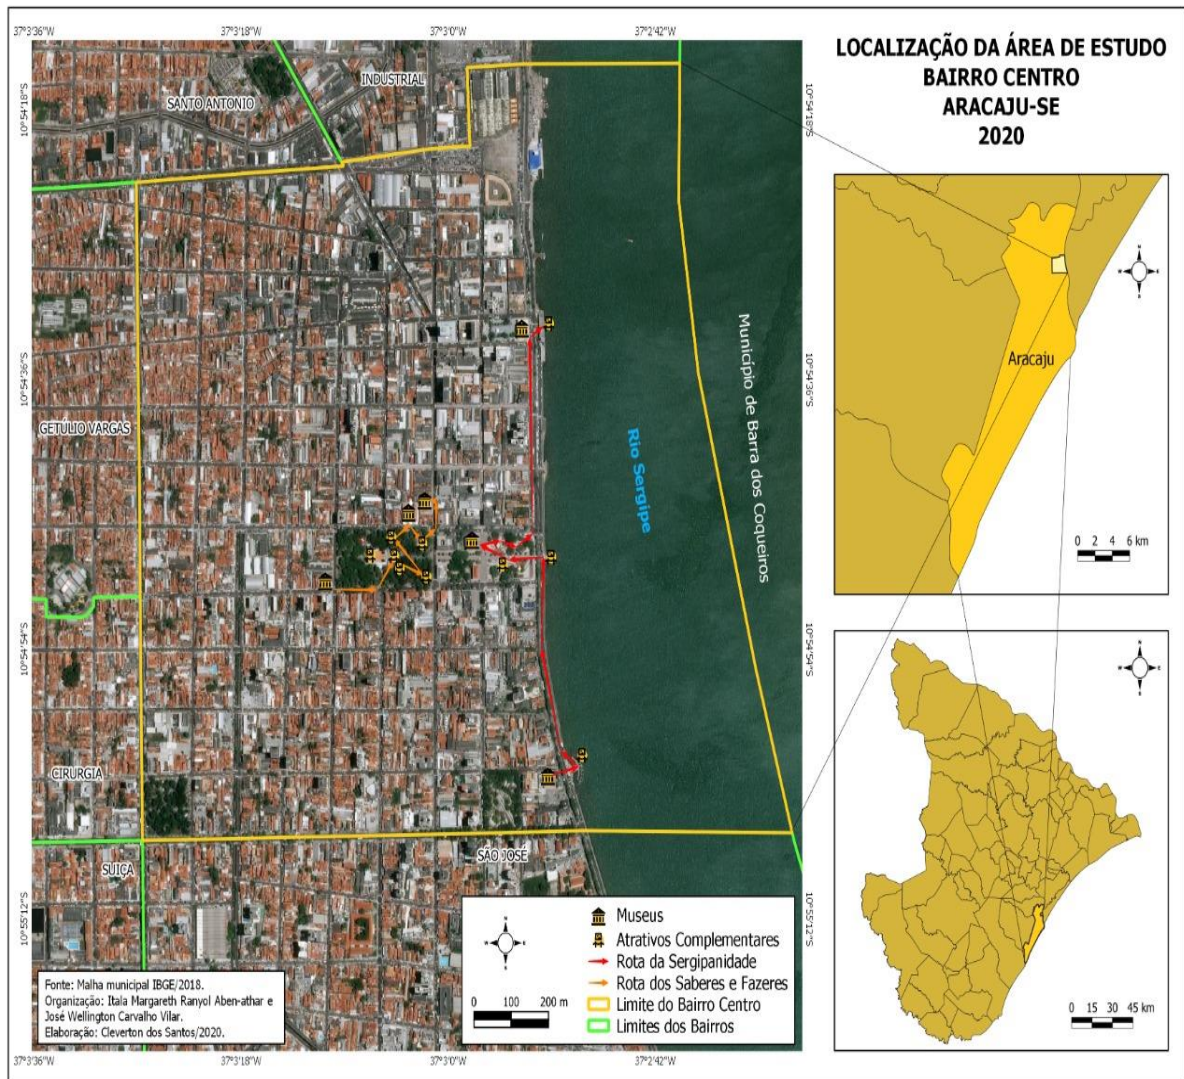 37°3'36"W
37°3'18"W
37°3'0"W
37°2'42"W
LOCALIZAÇÃO DA ÁREA DE ESTUDO
BAIRRO CENTRO
ARACAJU-SE
2020
10°54'18"S
10°54'18"S
INDUSTRIAL
SANTO ANTONIO
10°54'36"S
10°54'36"S
GETÚLIO VARGAS
Rio Sergipe
Município de Barra dos Coqueiros
10°54'54"S
10°54'54"S
CIRURGIA
SUIÇA
SÃO JOSÉ
10°55'12"S
10°55'12"S
Aracaju
N
W E
S
0 2 4 6 km
N
W E
S
0 15 30 45 km
N
W E
S
0 100 200 m
Museus
Atrativos Complementares
Rota da Sergipanidade
Rota dos Saberes e Fazeres
Limite do Bairro Centro
Limites dos Bairros
Fonte: Malha municipal IBGE/2018.
Organização: Itala Margareth Ranyol Aben-athar e
José Wellington Carvalho Vilar.
Elaboração: Cleverton dos Santos/2020.
37°3'36"W
37°3'18"W
37°3'0"W
37°2'42"W